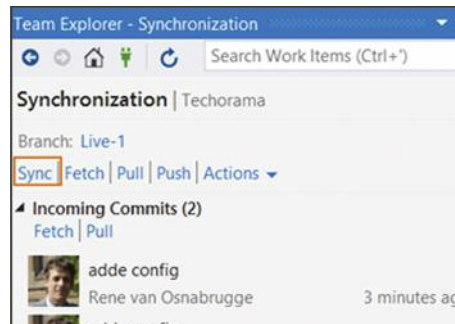 Team Explorer - Synchronization
Search Work Items (Ctrl+')
Synchronization | Techorama
Branch: Live-1
Sync | Fetch | Pull | Push | Actions
Incoming Commits (2)
Fetch | Pull
adde config
Rene van Osnabrugge 3 minutes ag